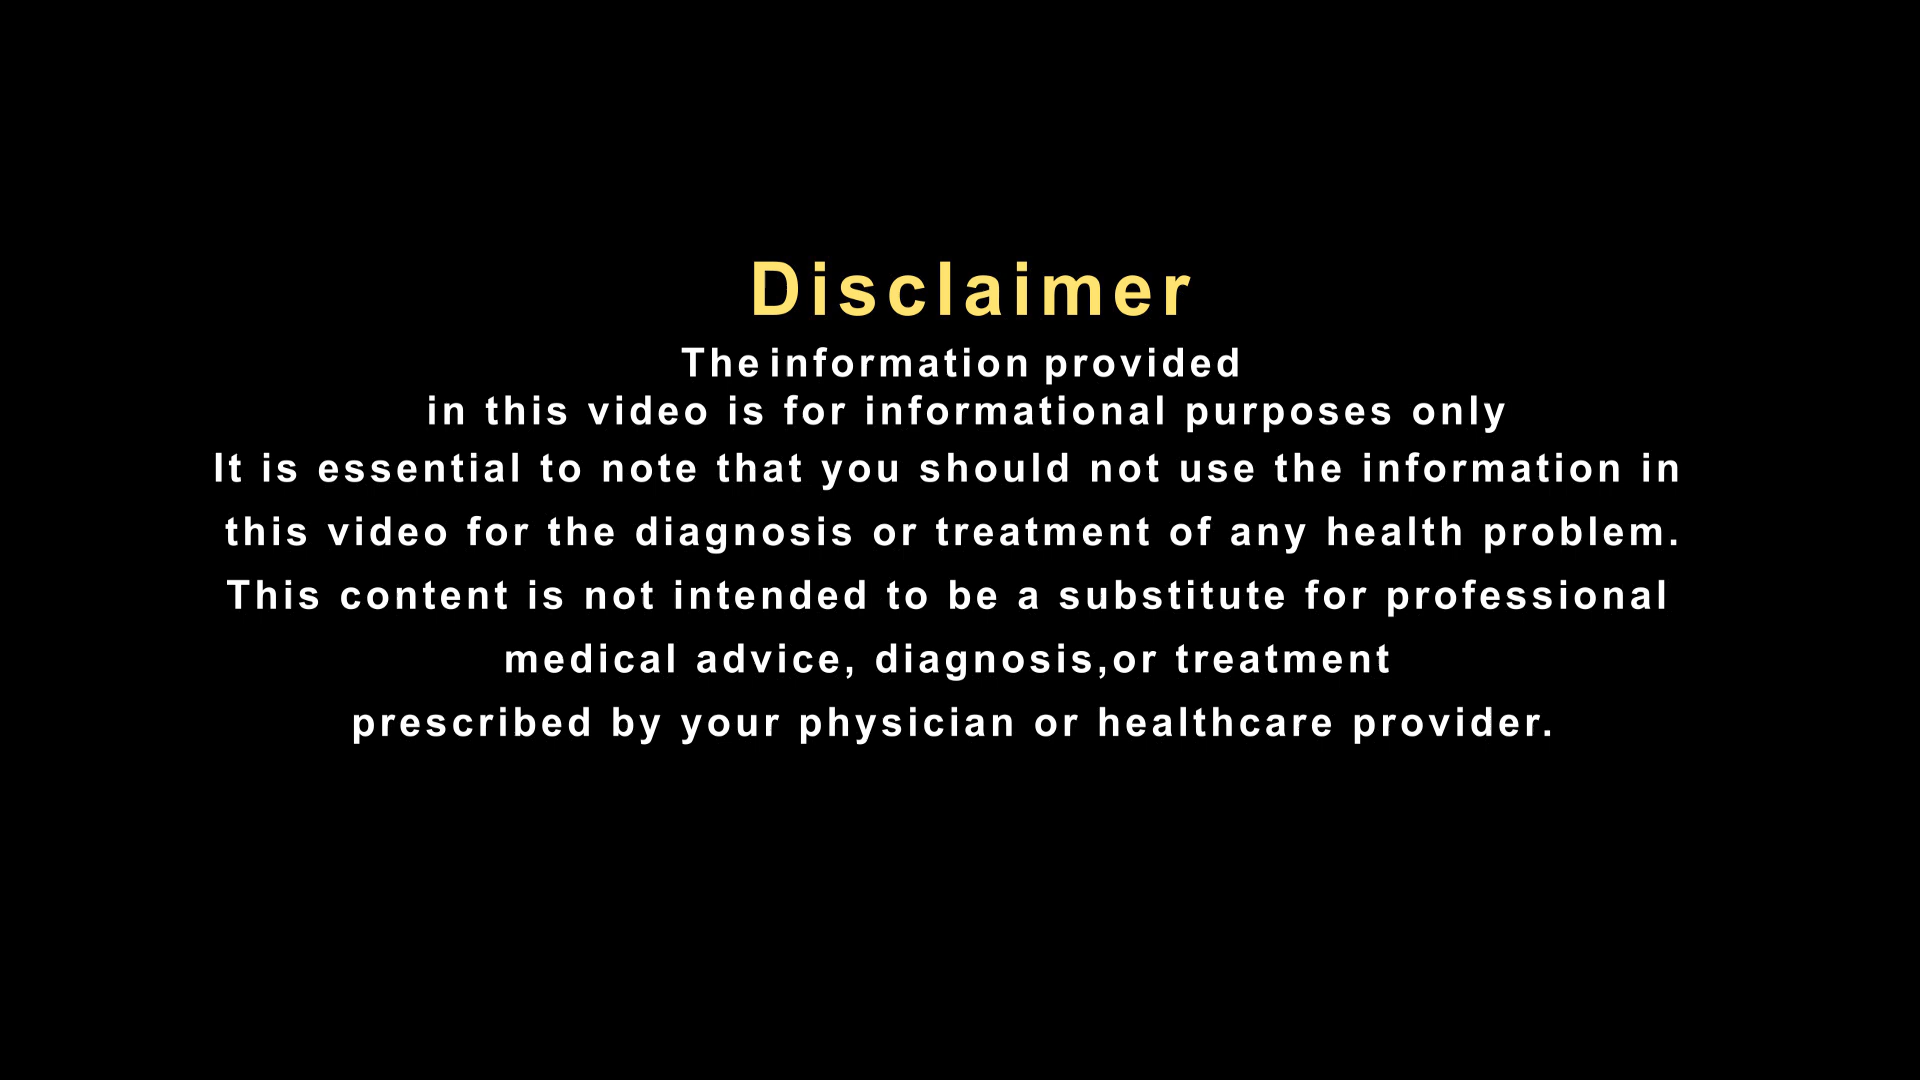 Disclaimer
The information provided
in this video is for informational purposes only
It is essential to note that you should not use the information in
this video for the diagnosis or treatment of any health problem.
This content is not intended to be a substitute for professional
medical advice, diagnosis,or treatment
prescribed by your physician or healthcare provider.